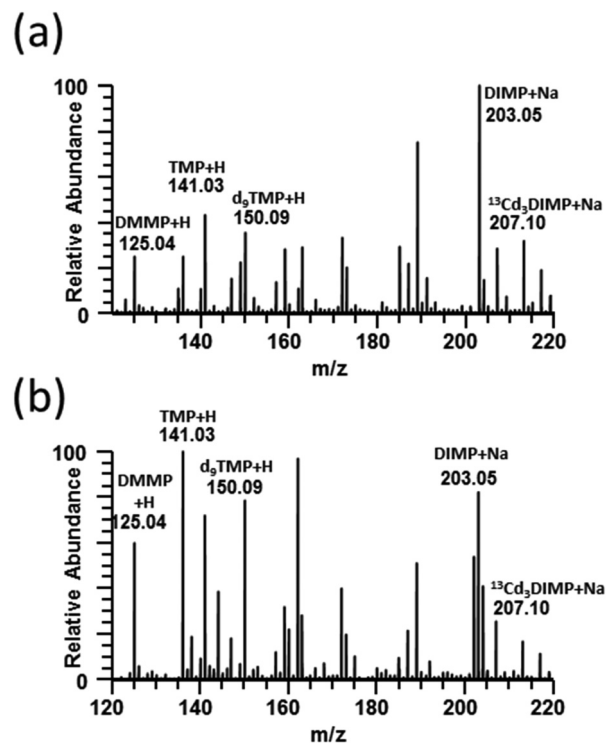 (a)
Relative Abundance
100
0
DMMP+H
125.04
TMP+H
141.03
d₉TMP+H
150.09
DIMP+Na
203.05
¹³Cd₃DIMP+Na
207.10
140 160 180 200 220
m/z
(b)
Relative Abundance
100
0
DMMP
+H
125.04
TMP+H
141.03
d₉TMP+H
150.09
DIMP+Na
203.05
¹³Cd₃DIMP+Na
207.10
120 140 160 180 200 220
m/z